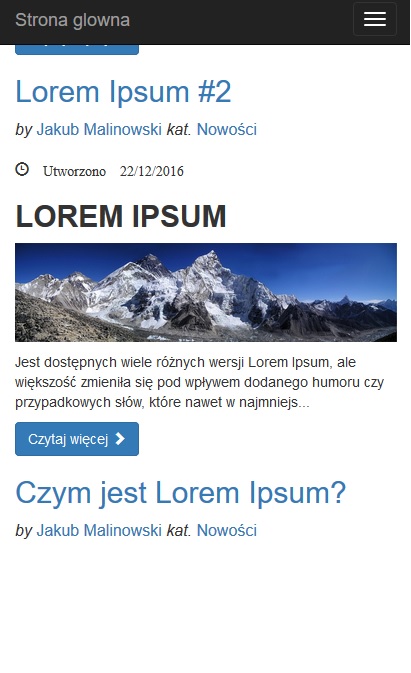 Strona glowna
Lorem Ipsum #2
by Jakub Malinowski kat. Nowości
Utworzono 22/12/2016
LOREM IPSUM
Jest dostępnych wiele różnych wersji Lorem Ipsum, ale
większość zmieniła się pod wpływem dodanego humoru czy
przypadkowych słów, które nawet w najmniejs...
Czytaj więcej
Czym jest Lorem Ipsum?
by Jakub Malinowski kat. Nowości